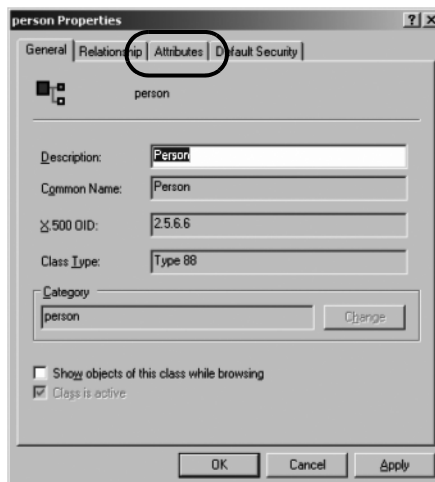 person Properties
General Relationship Attributes Default Security
person
Description: Person
Common Name: Person
X.500 OID: 2.5.6.6
Class Type: Type 88
Category
person Change
Show objects of this class while browsing
Class is active
OK Cancel Apply